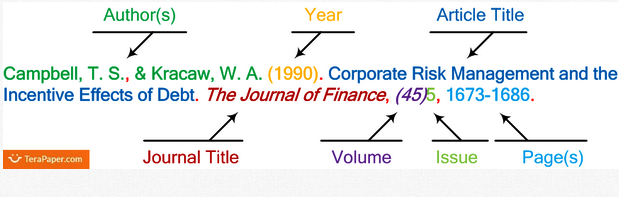 Author(s) Year Article Title
Campbell, T. S., & Kracaw, W. A. (1990). Corporate Risk Management and the
Incentive Effects of Debt. The Journal of Finance, (45)5, 1673-1686.
TeraPaper.com Journal Title Volume Issue Page(s)